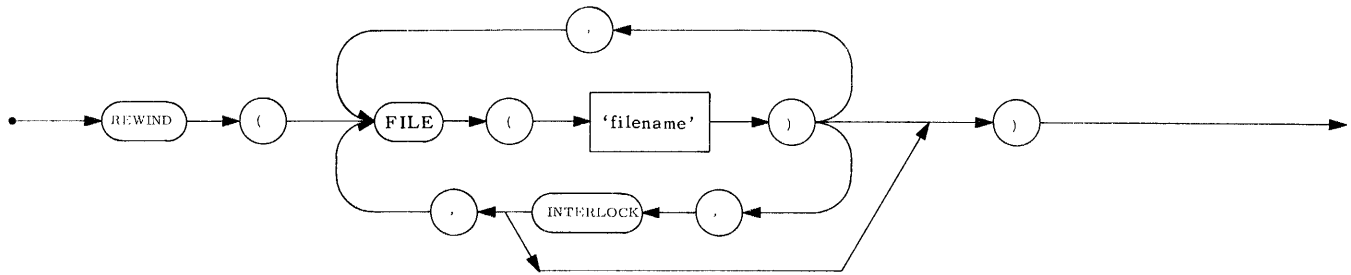 ,
REWIND ( FILE ( ‘filename’ ) )
, INTERLOCK ,